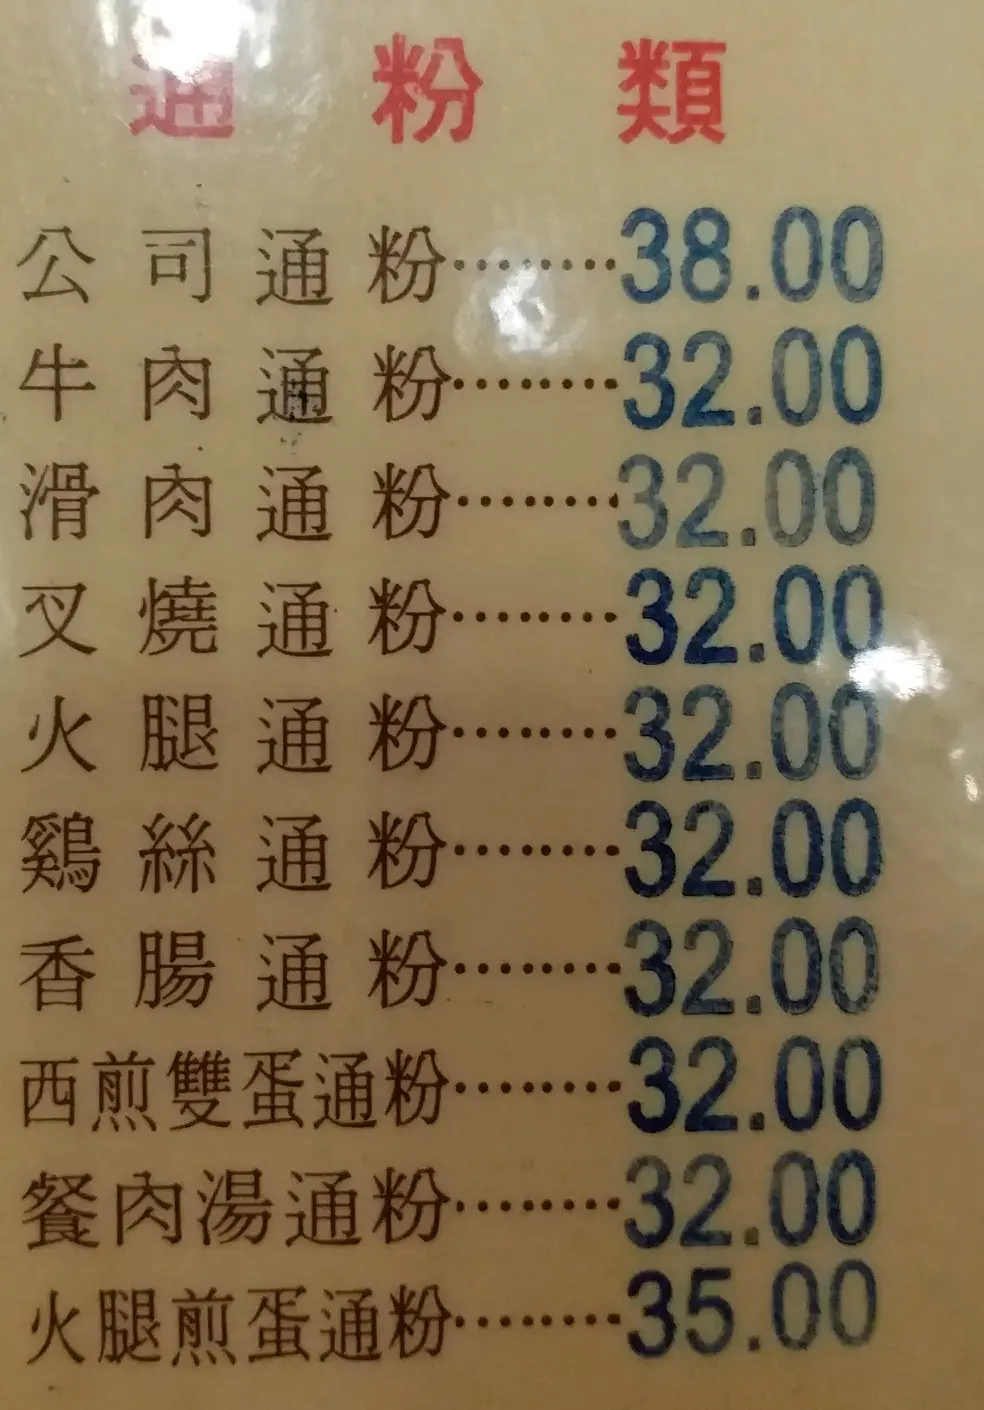 通粉類
公司通粉········38.00
牛肉通粉········32.00
滑肉通粉········32.00
叉燒通粉········32.00
火腿通粉········32.00
鷄絲通粉········32.00
香腸通粉········32.00
西煎雙蛋通粉········32.00
餐肉湯通粉········32.00
火腿煎蛋通粉········35.00